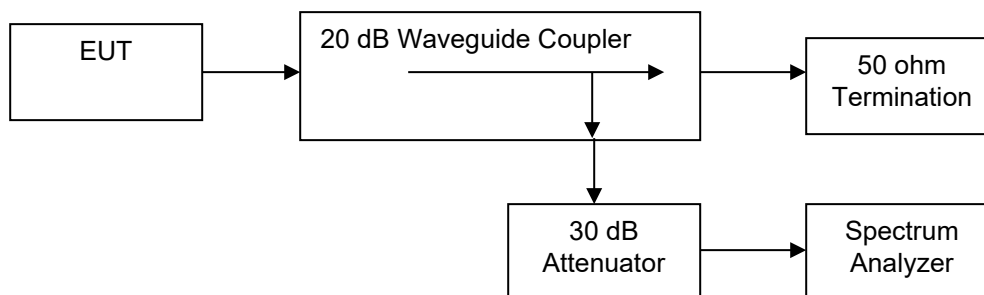 EUT
20 dB Waveguide Coupler
50 ohm
Termination
30 dB
Attenuator
Spectrum
Analyzer